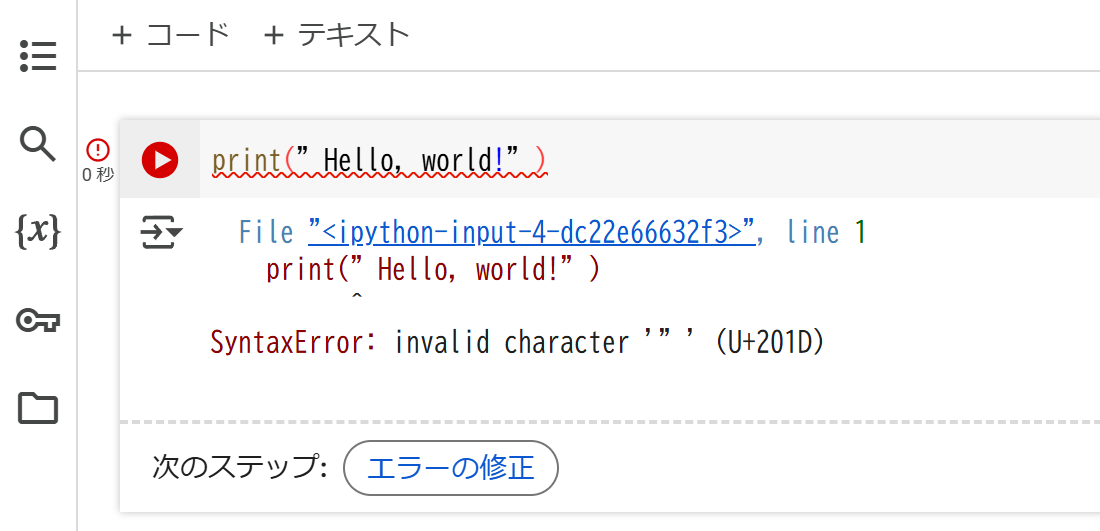 + コード + テキスト
0 秒
print(” Hello, world!” )
{x}
File "<ipython-input-4-dc22e66632f3>", line 1
print(” Hello, world!” )
^
SyntaxError: invalid character '” ' (U+201D)
次のステップ: エラーの修正